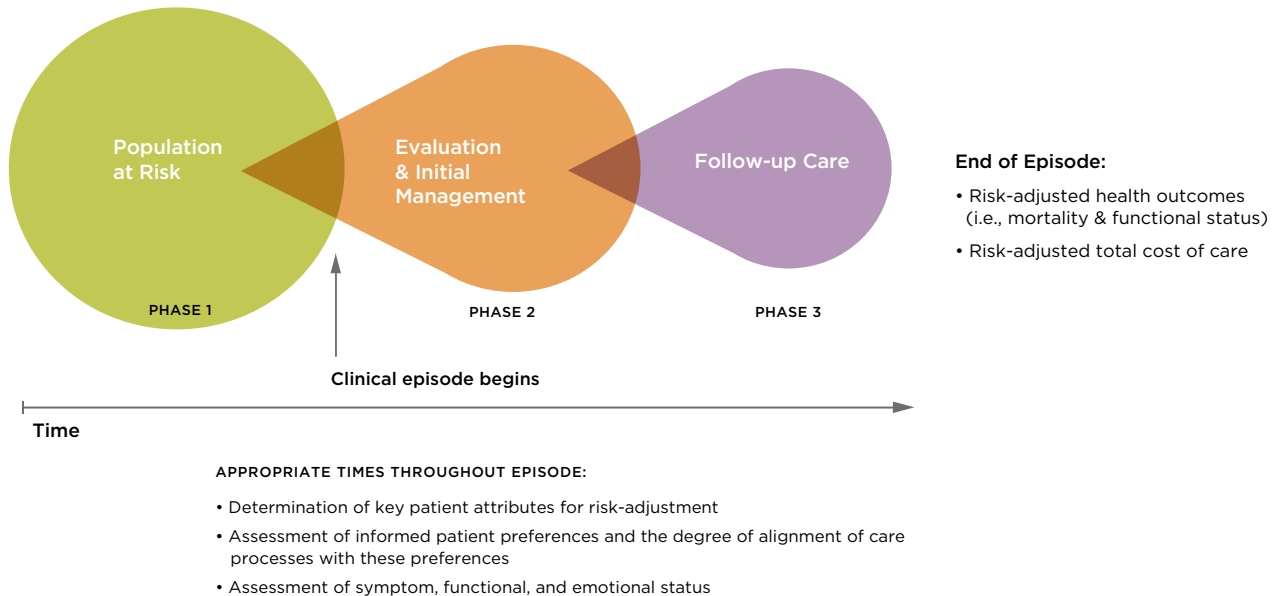 Population
at Risk
PHASE 1
Evaluation
& Initial
Management
PHASE 2
Follow-up Care
PHASE 3
End of Episode:
• Risk-adjusted health outcomes
(i.e., mortality & functional status)
• Risk-adjusted total cost of care
Clinical episode begins
Time
APPROPRIATE TIMES THROUGHOUT EPISODE:
• Determination of key patient attributes for risk-adjustment
• Assessment of informed patient preferences and the degree of alignment of care
processes with these preferences
• Assessment of symptom, functional, and emotional status